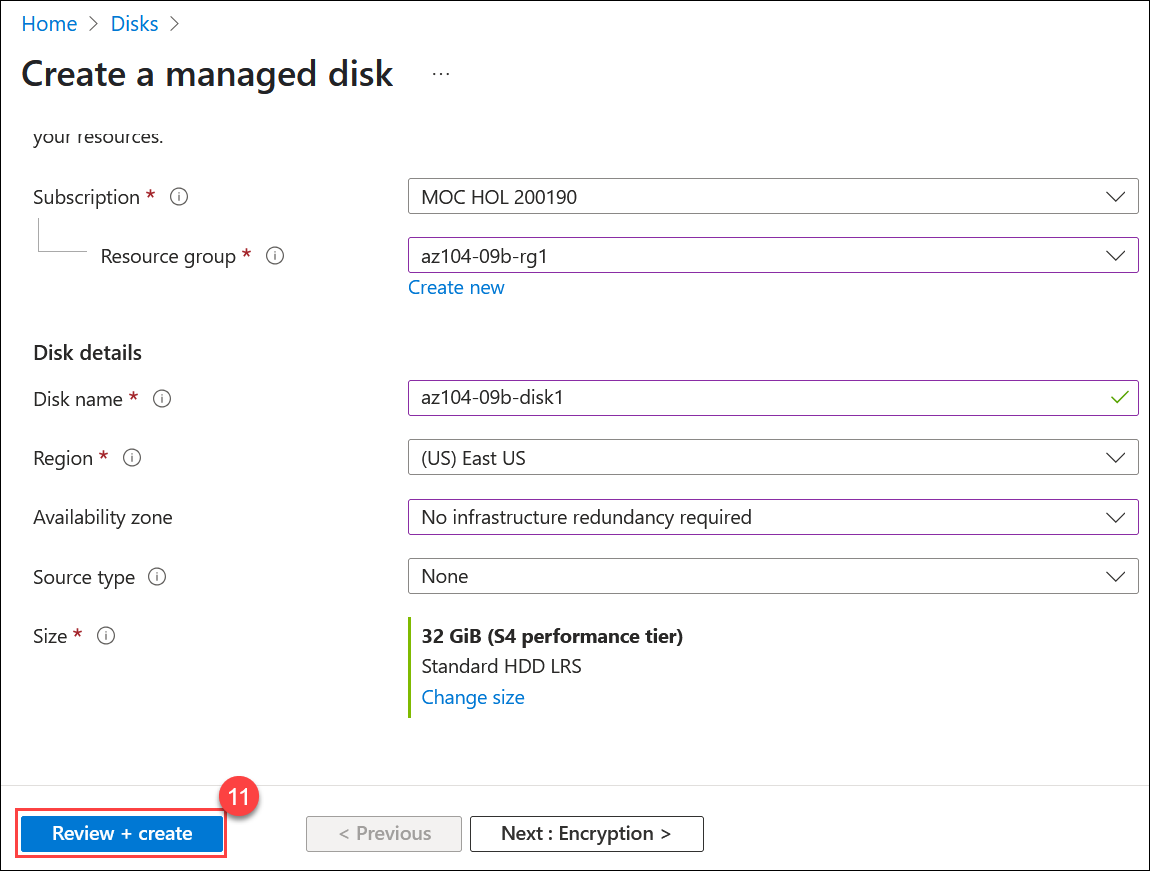 Home > Disks >
Create a managed disk ...
your resources.
Subscription *
MOC HOL 200190
Resource group *
az104-09b-rg1
Create new
Disk details
Disk name *
az104-09b-disk1
Region *
(US) East US
Availability zone
No infrastructure redundancy required
Source type
None
Size *
32 GiB (S4 performance tier)
Standard HDD LRS
Change size
11
Review + create
< Previous
Next : Encryption >